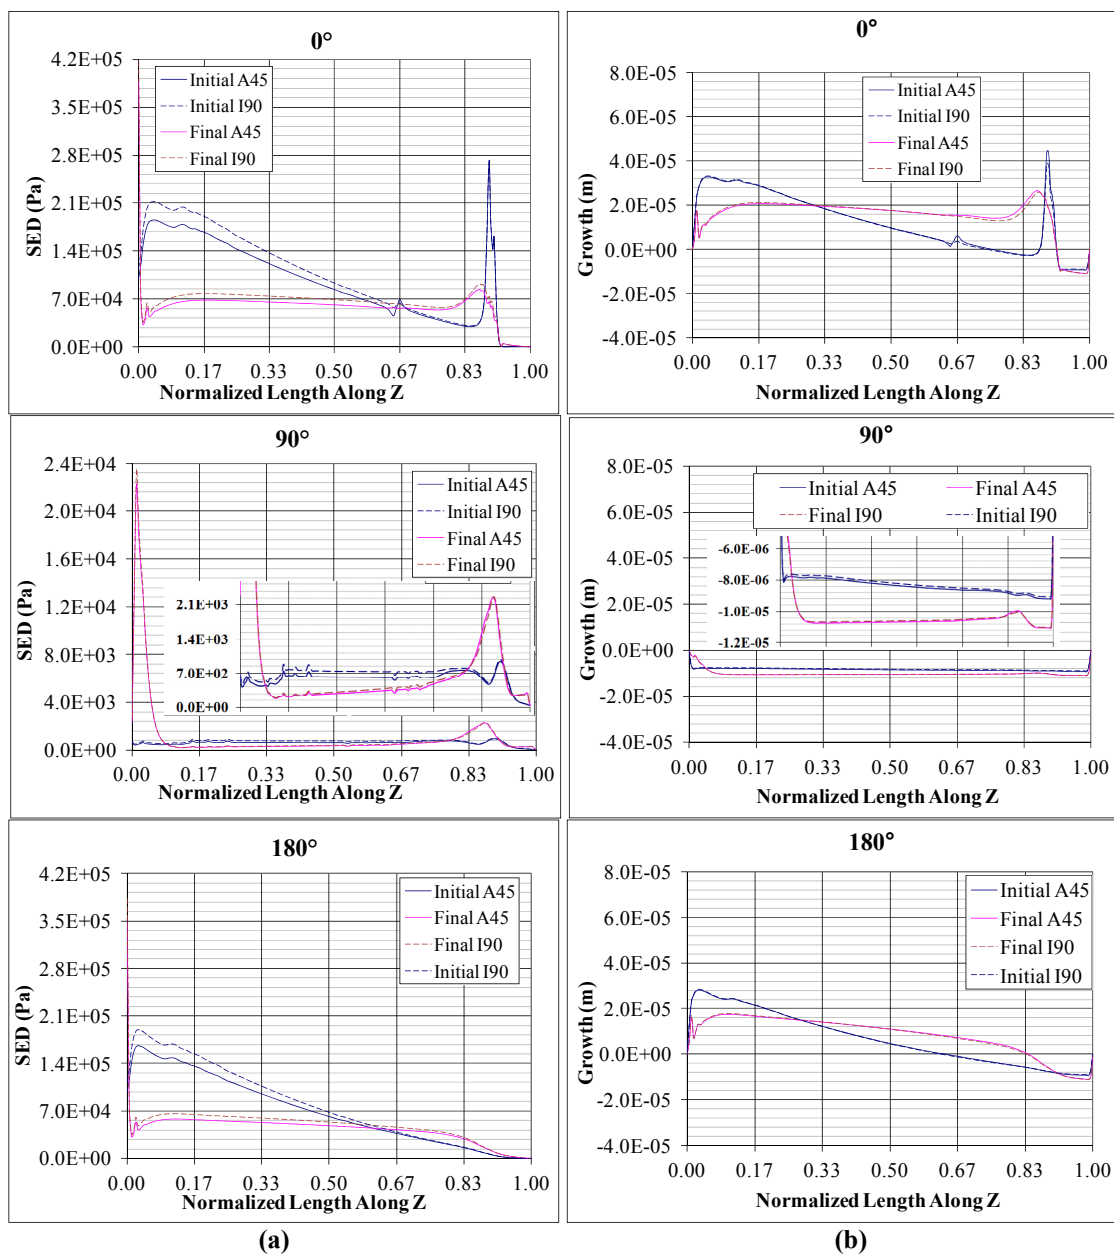 0°
SED (Pa)
4.2E+05
3.5E+05
2.8E+05
2.1E+05
1.4E+05
7.0E+04
0.0E+00
Initial A45
Initial I90
Final A45
Final I90
0.00 0.17 0.33 0.50 0.67 0.83 1.00
Normalized Length Along Z
0°
Growth (m)
8.0E-05
6.0E-05
4.0E-05
2.0E-05
0.0E+00
-2.0E-05
-4.0E-05
Initial A45
Initial I90
Final A45
Final I90
0.00 0.17 0.33 0.50 0.67 0.83 1.00
Normalized Length Along Z
90°
SED (Pa)
2.4E+04
2.0E+04
1.6E+04
1.2E+04
8.0E+03
4.0E+03
0.0E+00
Initial A45
Initial I90
Final A45
Final I90
2.1E+03
1.4E+03
7.0E+02
0.0E+00
0.00 0.17 0.33 0.50 0.67 0.83 1.00
Normalized Length Along Z
90°
Growth (m)
8.0E-05
6.0E-05
4.0E-05
2.0E-05
0.0E+00
-2.0E-05
-4.0E-05
Initial A45 Final A45
Final I90 Initial I90
-6.0E-06
-8.0E-06
-1.0E-05
-1.2E-05
0.00 0.17 0.33 0.50 0.67 0.83 1.00
Normalized Length Along Z
180°
SED (Pa)
4.2E+05
3.5E+05
2.8E+05
2.1E+05
1.4E+05
7.0E+04
0.0E+00
Initial A45
Final A45
Final I90
Initial I90
0.00 0.17 0.33 0.50 0.67 0.83 1.00
Normalized Length Along Z
180°
Growth (m)
8.0E-05
6.0E-05
4.0E-05
2.0E-05
0.0E+00
-2.0E-05
-4.0E-05
Initial A45
Final A45
Final I90
Initial I90
0.00 0.17 0.33 0.50 0.67 0.83 1.00
Normalized Length Along Z
(a)
(b)